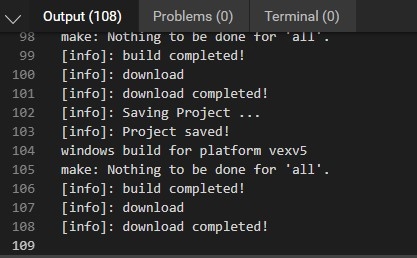 Output (108) Problems (0) Terminal (0)
98 make: Nothing to be done for 'all'.
99 [info]: build completed!
100 [info]: download
101 [info]: download completed!
102 [info]: Saving Project ...
103 [info]: Project saved!
104 windows build for platform vexv5
105 make: Nothing to be done for 'all'.
106 [info]: build completed!
107 [info]: download
108 [info]: download completed!
109